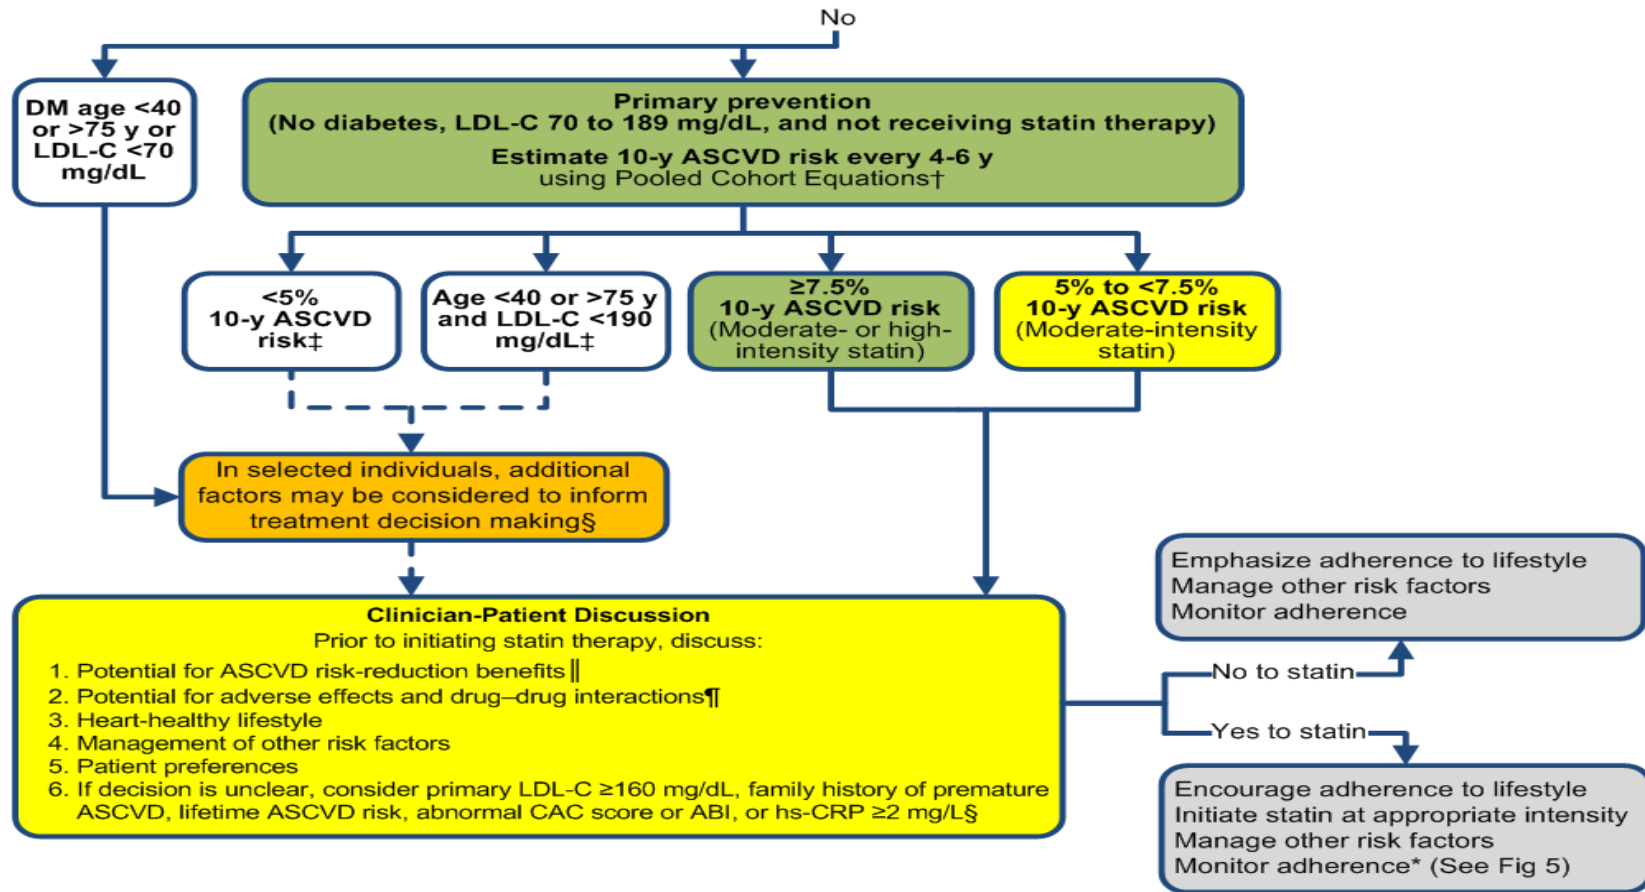 No
DM age <40
or >75 y or
LDL-C <70
mg/dL
Primary prevention
(No diabetes, LDL-C 70 to 189 mg/dL, and not receiving statin therapy)
Estimate 10-y ASCVD risk every 4-6 y
using Pooled Cohort Equations†
<5%
10-y ASCVD
risk‡
Age <40 or >75 y
and LDL-C <190
mg/dL‡
≥7.5%
10-y ASCVD risk
(Moderate- or high-
intensity statin)
5% to <7.5%
10-y ASCVD risk
(Moderate-intensity
statin)
In selected individuals, additional
factors may be considered to inform
treatment decision making§
Clinician-Patient Discussion
Prior to initiating statin therapy, discuss:
1. Potential for ASCVD risk-reduction benefits‖
2. Potential for adverse effects and drug–drug interactions¶
3. Heart-healthy lifestyle
4. Management of other risk factors
5. Patient preferences
6. If decision is unclear, consider primary LDL-C ≥160 mg/dL, family history of premature
ASCVD, lifetime ASCVD risk, abnormal CAC score or ABI, or hs-CRP ≥2 mg/L§
Emphasize adherence to lifestyle
Manage other risk factors
Monitor adherence
No to statin
Yes to statin
Encourage adherence to lifestyle
Initiate statin at appropriate intensity
Manage other risk factors
Monitor adherence* (See Fig 5)